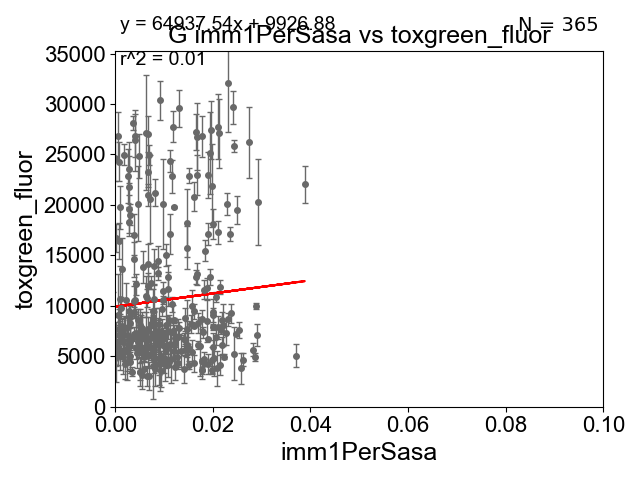 y = 64937.54x + 9926.88
N = 365
G imm1PerSasa vs toxgreen_fluor
r^2 = 0.01
35000
30000
25000
20000
15000
10000
5000
0
toxgreen_fluor
0.00 0.02 0.04 0.06 0.08 0.10
imm1PerSasa